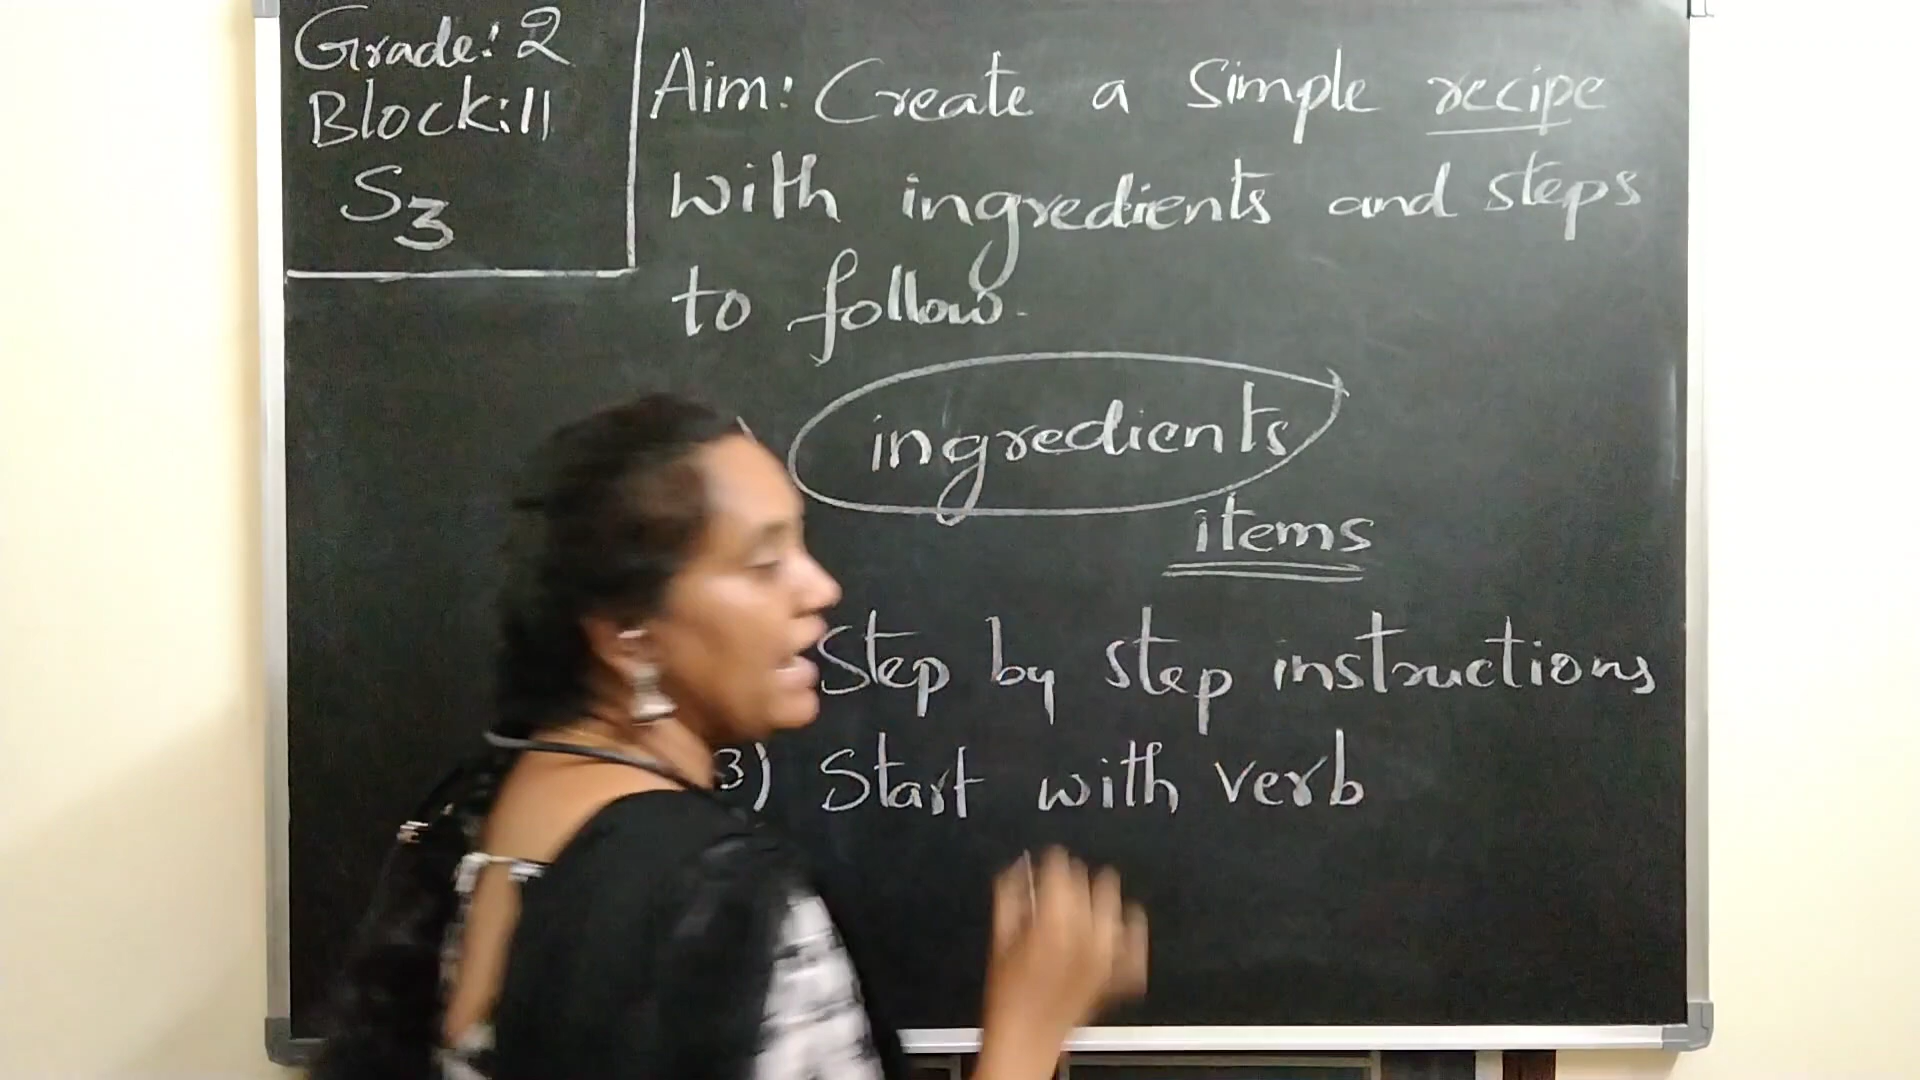 Grade: 2
Block: 11
S3
Aim: Create a simple recipe
with ingredients and steps
to follow.
ingredients
items
Step by step instructions
3) Start with verb